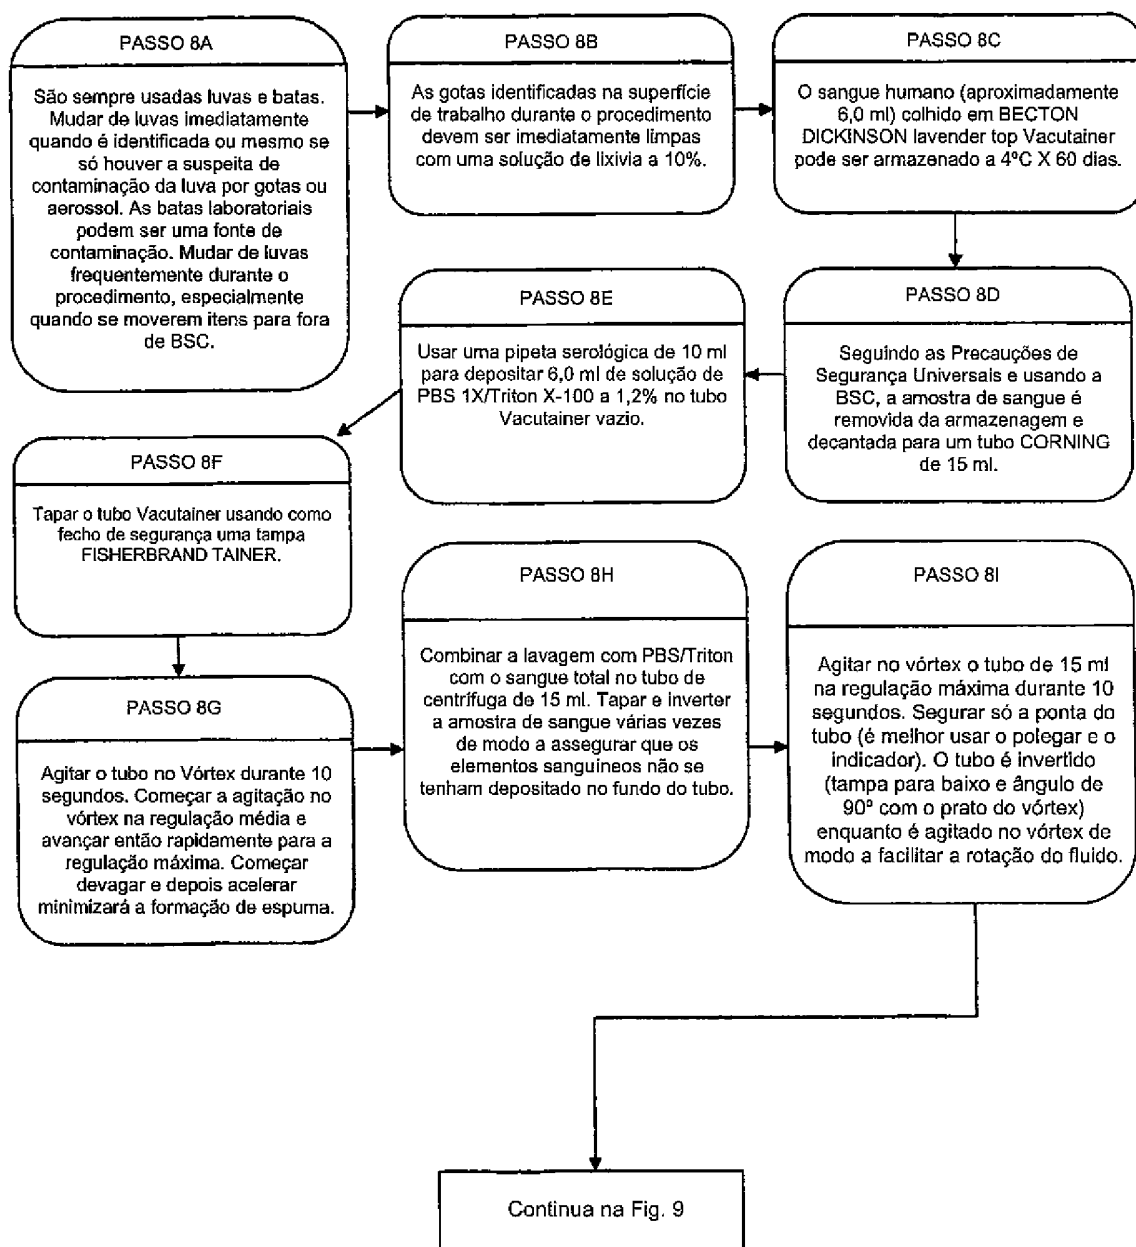 PASSO 8A
São sempre usadas luvas e batas.
Mudar de luvas imediatamente
quando é identificada ou mesmo se
só houver a suspeita de
contaminação da luva por gotas ou
aerossol. As batas laboratoriais
podem ser uma fonte de
contaminação. Mudar de luvas
frequentemente durante o
procedimento, especialmente
quando se moverem itens para fora
de BSC.
PASSO 8B
As gotas identificadas na superfície
de trabalho durante o procedimento
devem ser imediatamente limpas
com uma solução de lixivia a 10%.
PASSO 8C
O sangue humano (aproximadamente
6,0 ml) colhido em BECTON
DICKINSON lavender top Vacutainer
pode ser armazenado a 4ºC X 60 dias.
PASSO 8D
Seguindo as Precauções de
Segurança Universais e usando a
BSC, a amostra de sangue é
removida da armazenagem e
decantada para um tubo CORNING
de 15 ml.
PASSO 8E
Usar uma pipeta serológica de 10 ml
para depositar 6,0 ml de solução de
PBS 1X/Triton X-100 a 1,2% no tubo
Vacutainer vazio.
PASSO 8F
Tapar o tubo Vacutainer usando como
fecho de segurança uma tampa
FISHERBRAND TAINER.
PASSO 8G
Agitar o tubo no Vórtex durante 10
segundos. Começar a agitação no
vórtex na regulação média e
avançar então rapidamente para a
regulação máxima. Começar
devagar e depois acelerar
minimizará a formação de espuma.
PASSO 8H
Combinar a lavagem com PBS/Triton
com o sangue total no tubo de
centrífuga de 15 ml. Tapar e inverter
a amostra de sangue várias vezes
de modo a assegurar que os
elementos sanguíneos não se
tenham depositado no fundo do tubo.
PASSO 8I
Agitar no vórtex o tubo de 15 ml
na regulação máxima durante 10
segundos. Segurar só a ponta do
tubo (é melhor usar o polegar e o
indicador). O tubo é invertido
(tampa para baixo e ângulo de
90º com o prato do vórtex)
enquanto é agitado no vórtex de
modo a facilitar a rotação do fluido.
Continua na Fig. 9